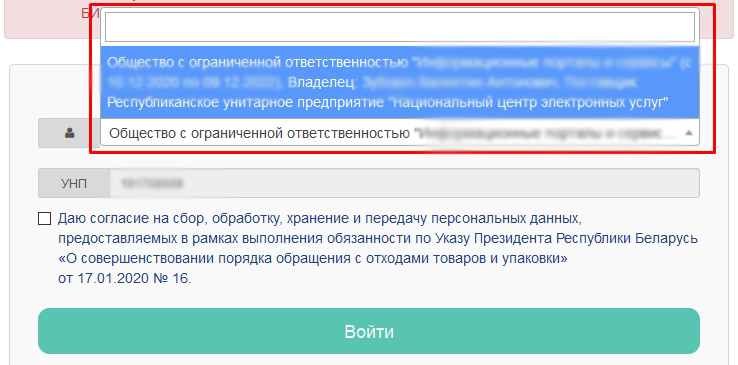 БИ
Общество с ограниченной ответственностью "Информационные порталы и сервисы" (с
10.12.2020 по 09.12.2022), Владелец: Антонович, Поставщик:
Республиканское унитарное предприятие "Национальный центр электронных услуг"
Общество с ограниченной ответственностью "Информационные порталы и сервис...
УНП
Даю согласие на сбор, обработку, хранение и передачу персональных данных,
предоставляемых в рамках выполнения обязанности по Указу Президента Республики Беларусь
«О совершенствовании порядка обращения с отходами товаров и упаковки»
от 17.01.2020 № 16.
Войти